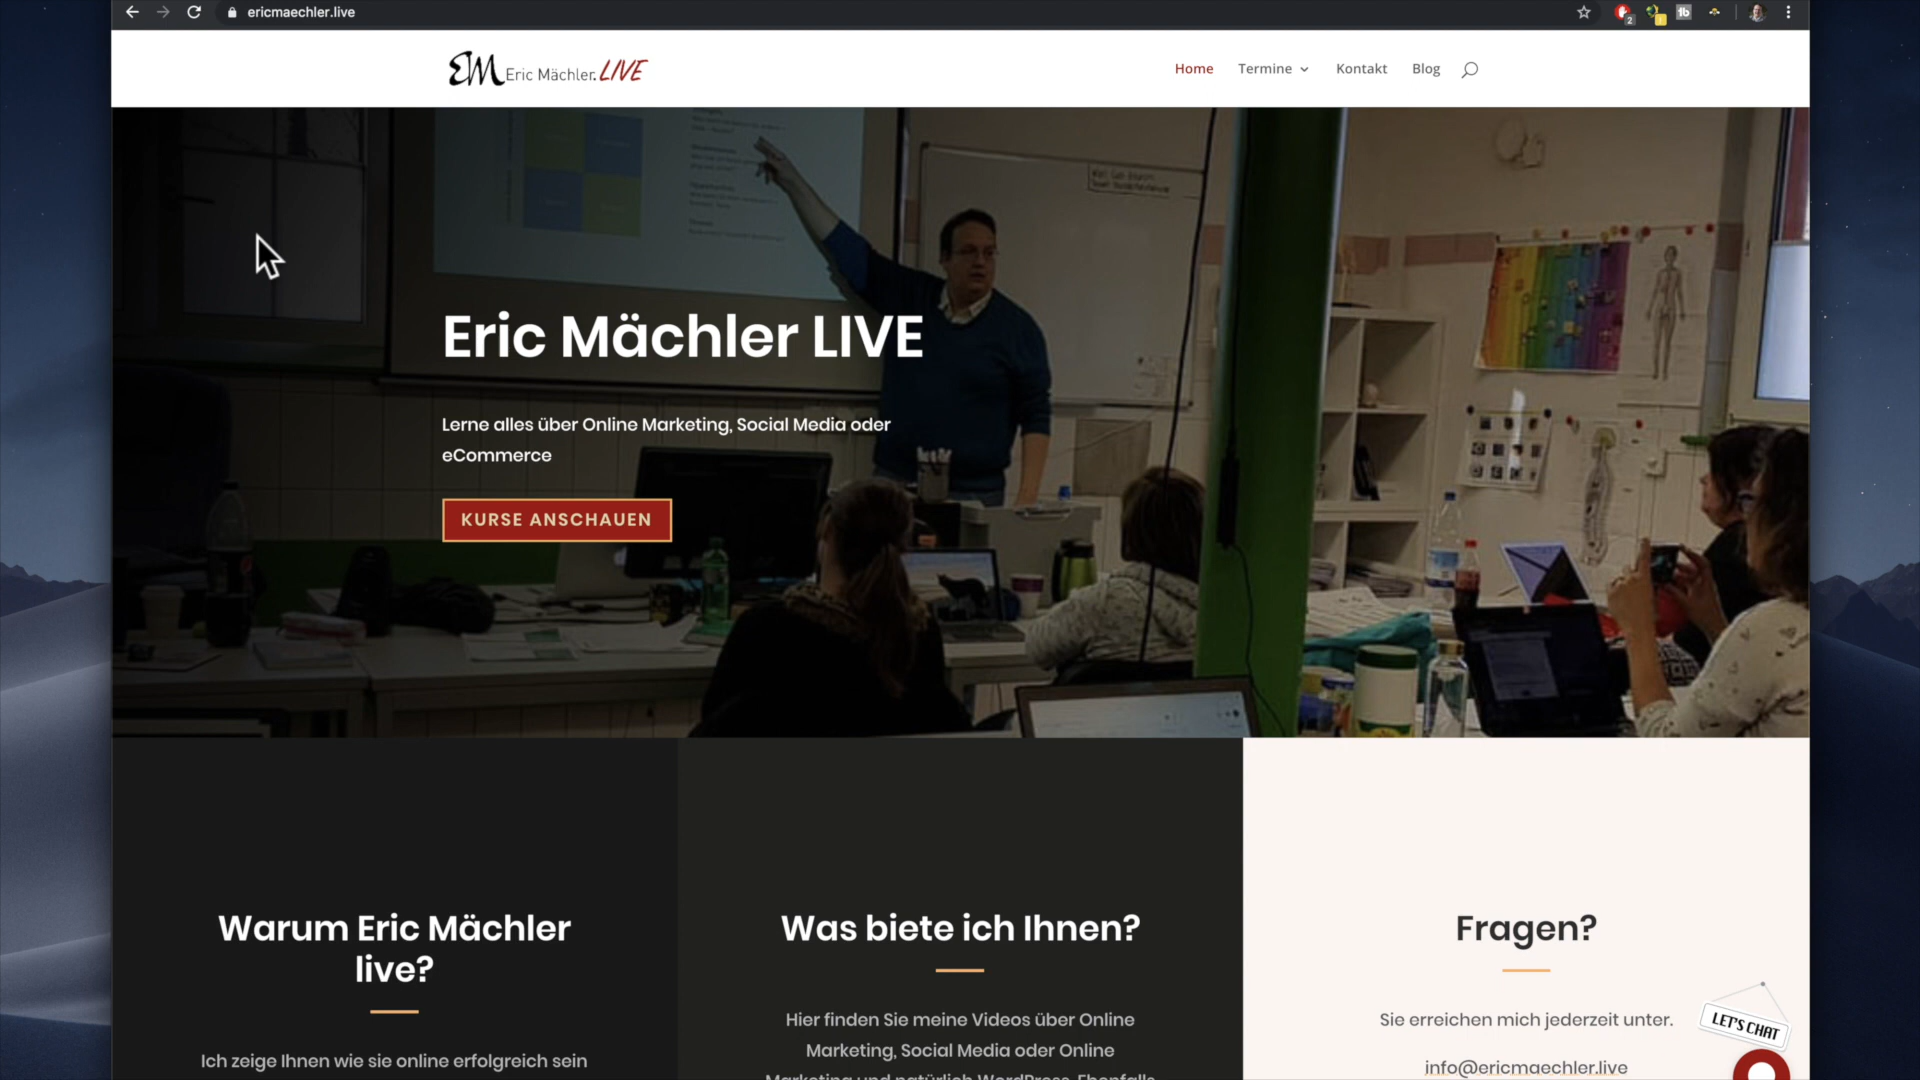 ericmaechler.live
2
EM Eric Mächler. LIVE
Home
Termine
Kontakt
Blog
Eric Mächler LIVE
Lerne alles über Online Marketing, Social Media oder
eCommerce
KURSE ANSCHAUEN
Warum Eric Mächler
live?
Ich zeige Ihnen wie sie online erfolgreich sein
Was biete ich Ihnen?
Hier finden Sie meine Videos über Online
Marketing, Social Media oder Online
Marketing und natürlich WordPress. Ebenfalls
Fragen?
Sie erreichen mich jederzeit unter.
info@ericmaechler.live
LET'S CHAT